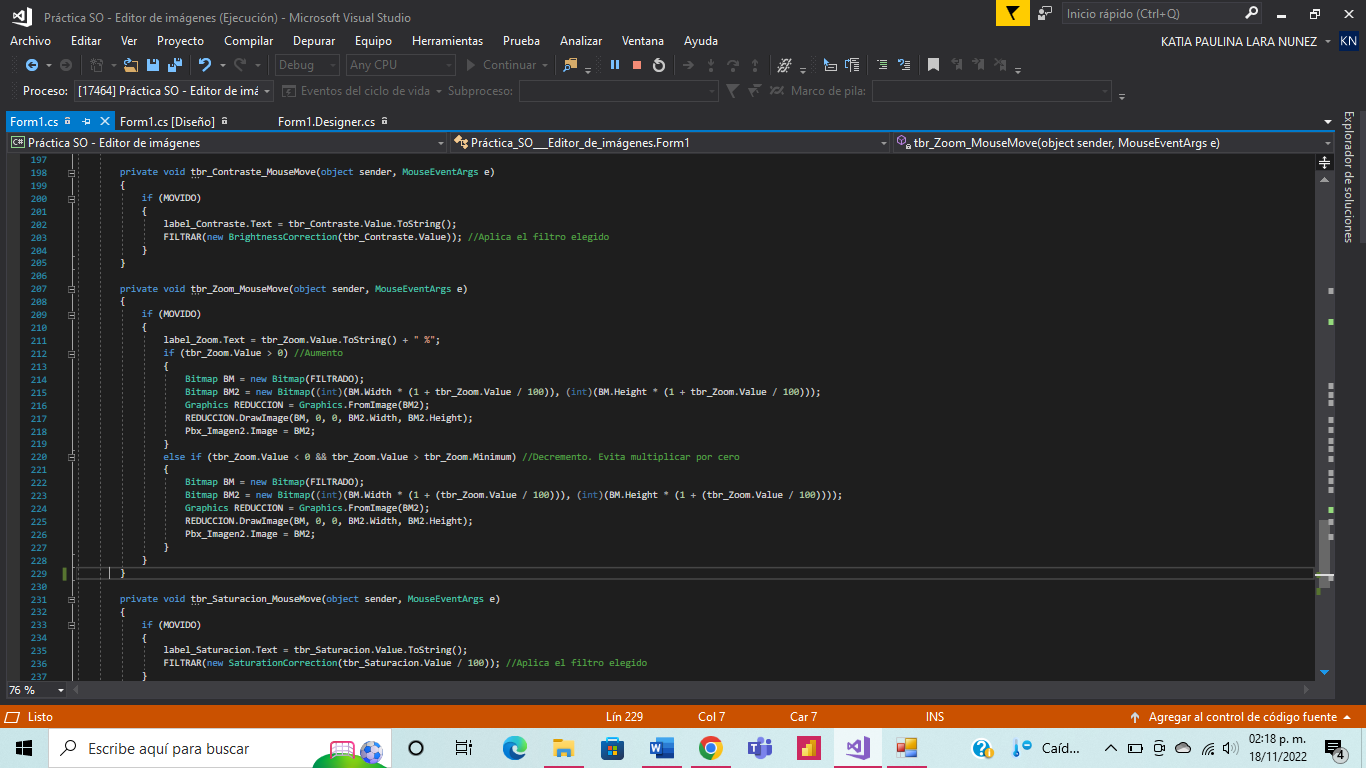 Práctica SO - Editor de imágenes (Ejecución) - Microsoft Visual Studio
Inicio rápido (Ctrl+Q)
Archivo Editar Ver Proyecto Compilar Depurar Equipo Herramientas Prueba Analizar Ventana Ayuda
KATIA PAULINA LARA NUNEZ KN
Debug Any CPU Continuar
Proceso: [17464] Práctica SO - Editor de imá Eventos del ciclo de vida Subproceso: Marco de pila:
Form1.cs Form1.cs [Diseño] Form1.Designer.cs
Explorador de soluciones
C# Práctica SO - Editor de imágenes Práctica_SO___Editor_de_imágenes.Form1 tbr_Zoom_MouseMove(object sender, MouseEventArgs e)
197
198 private void tbr_Contraste_MouseMove(object sender, MouseEventArgs e)
199 {
200 if (MOVIDO)
201 {
202 label_Contraste.Text = tbr_Contraste.Value.ToString();
203 FILTRAR(new BrightnessCorrection(tbr_Contraste.Value)); //Aplica el filtro elegido
204 }
205 }
206
207 private void tbr_Zoom_MouseMove(object sender, MouseEventArgs e)
208 {
209 if (MOVIDO)
210 {
211 label_Zoom.Text = tbr_Zoom.Value.ToString() + " %";
212 if (tbr_Zoom.Value > 0) //Aumento
213 {
214 Bitmap BM = new Bitmap(FILTRADO);
215 Bitmap BM2 = new Bitmap((int)(BM.Width * (1 + tbr_Zoom.Value / 100)), (int)(BM.Height * (1 + tbr_Zoom.Value / 100)));
216 Graphics REDUCCION = Graphics.FromImage(BM2);
217 REDUCCION.DrawImage(BM, 0, 0, BM2.Width, BM2.Height);
218 Pbx_Imagen2.Image = BM2;
219 }
220 else if (tbr_Zoom.Value < 0 && tbr_Zoom.Value > tbr_Zoom.Minimum) //Decremento. Evita multiplicar por cero
221 {
222 Bitmap BM = new Bitmap(FILTRADO);
223 Bitmap BM2 = new Bitmap((int)(BM.Width * (1 + (tbr_Zoom.Value / 100))), (int)(BM.Height * (1 + (tbr_Zoom.Value / 100))));
224 Graphics REDUCCION = Graphics.FromImage(BM2);
225 REDUCCION.DrawImage(BM, 0, 0, BM2.Width, BM2.Height);
226 Pbx_Imagen2.Image = BM2;
227 }
228 }
229 }
230
231 private void tbr_Saturacion_MouseMove(object sender, MouseEventArgs e)
232 {
233 if (MOVIDO)
234 {
235 label_Saturacion.Text = tbr_Saturacion.Value.ToString();
236 FILTRAR(new SaturationCorrection(tbr_Saturacion.Value / 100)); //Aplica el filtro elegido
237 }
76 %
Listo Lín 229 Col 7 Car 7 INS Agregar al control de código fuente
Escribe aquí para buscar
Caíd... 02:18 p. m.
18/11/2022 4